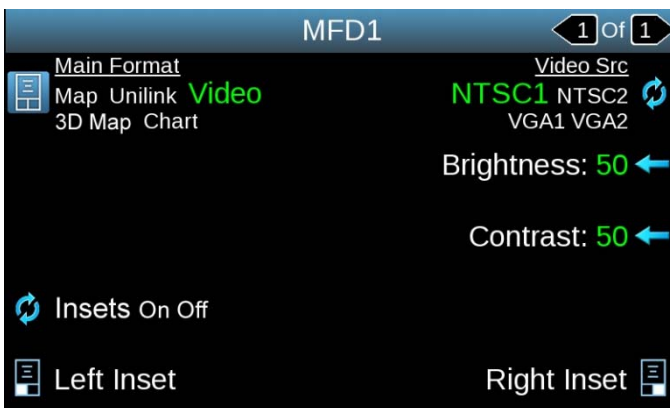 MFD1
1 Of 1
Main Format
Map Unilink Video
3D Map Chart
Video Src
NTSC1 NTSC2
VGA1 VGA2
Brightness: 50
Contrast: 50
Insets On Off
Left Inset
Right Inset